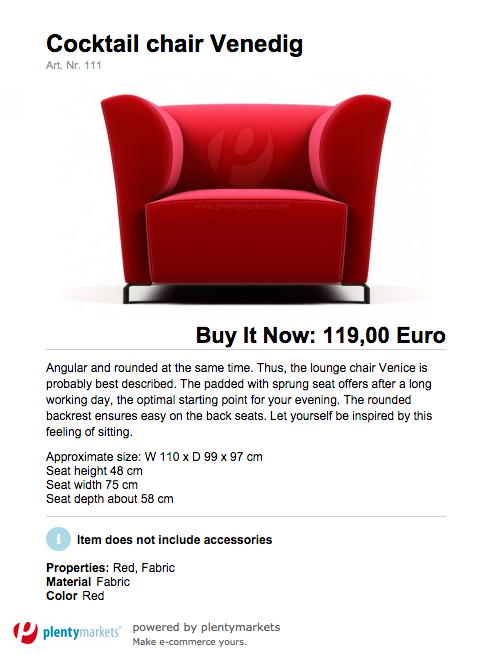 Cocktail chair Venedig
Art. Nr. 111
www.plentymarkets.com
Buy It Now: 119,00 Euro
Angular and rounded at the same time. Thus, the lounge chair Venice is
probably best described. The padded with sprung seat offers after a long
working day, the optimal starting point for your evening. The rounded
backrest ensures easy on the back seats. Let yourself be inspired by this
feeling of sitting.
Approximate size: W 110 x D 99 x 97 cm
Seat height 48 cm
Seat width 75 cm
Seat depth about 58 cm
i Item does not include accessories
Properties: Red, Fabric
Material Fabric
Color Red
plentymarkets powered by plentymarkets
Make e-commerce yours.